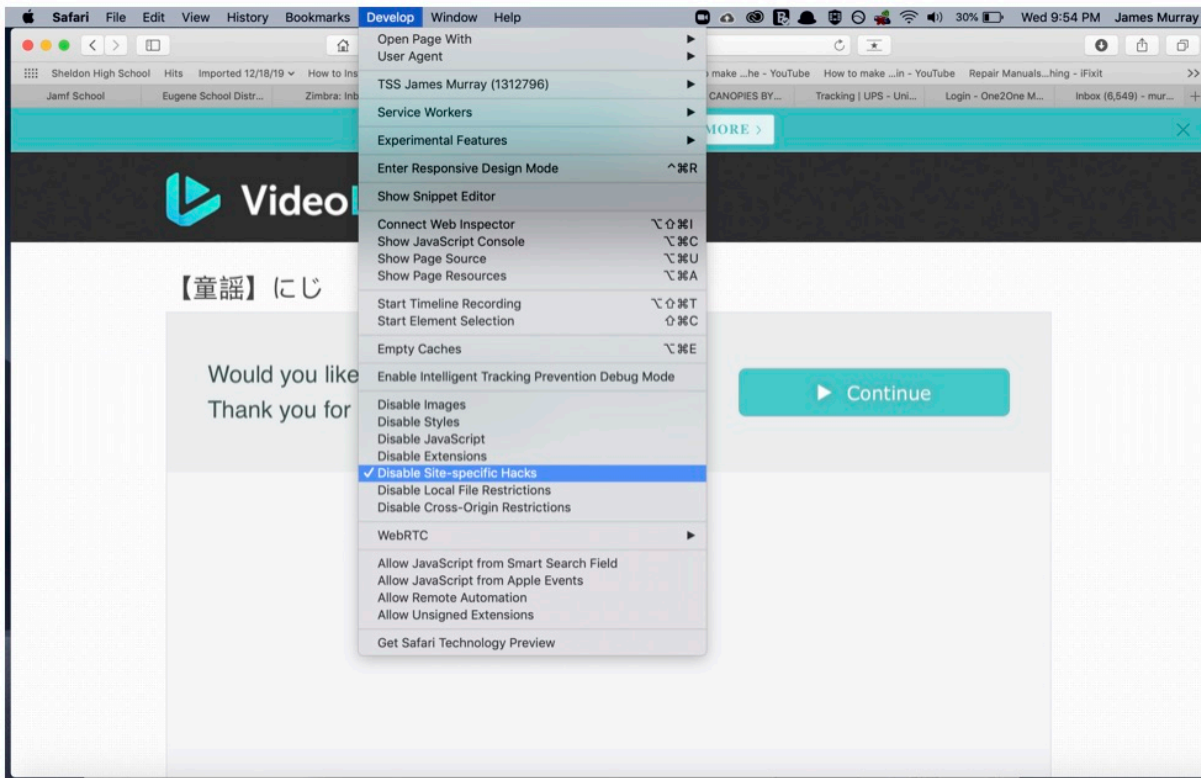 Safari File Edit View History Bookmarks Develop Window Help 30% Wed 9:54 PM James Murray
Sheldon High School Hits Imported 12/18/19 How to Ins make ...he - YouTube How to make ...in - YouTube Repair Manuals...hing - iFixit >>
Jamf School Eugene School Distr... Zimbra: Inb CANOPIES BY... Tracking | UPS - Uni... Login - One2One M... Inbox (6,549) - mur... +
MORE >
Video
【童謡】にじ
Would you like
Thank you for
Continue
Open Page With
User Agent
TSS James Murray (1312796)
Service Workers
Experimental Features
Enter Responsive Design Mode ^⌘R
Show Snippet Editor
Connect Web Inspector ⌥⇧⌘I
Show JavaScript Console ⌥⌘C
Show Page Source ⌥⌘U
Show Page Resources ⌥⌘A
Start Timeline Recording ⌥⇧⌘T
Start Element Selection ⇧⌘C
Empty Caches ⌥⌘E
Enable Intelligent Tracking Prevention Debug Mode
Disable Images
Disable Styles
Disable JavaScript
Disable Extensions
✓ Disable Site-specific Hacks
Disable Local File Restrictions
Disable Cross-Origin Restrictions
WebRTC
Allow JavaScript from Smart Search Field
Allow JavaScript from Apple Events
Allow Remote Automation
Allow Unsigned Extensions
Get Safari Technology Preview